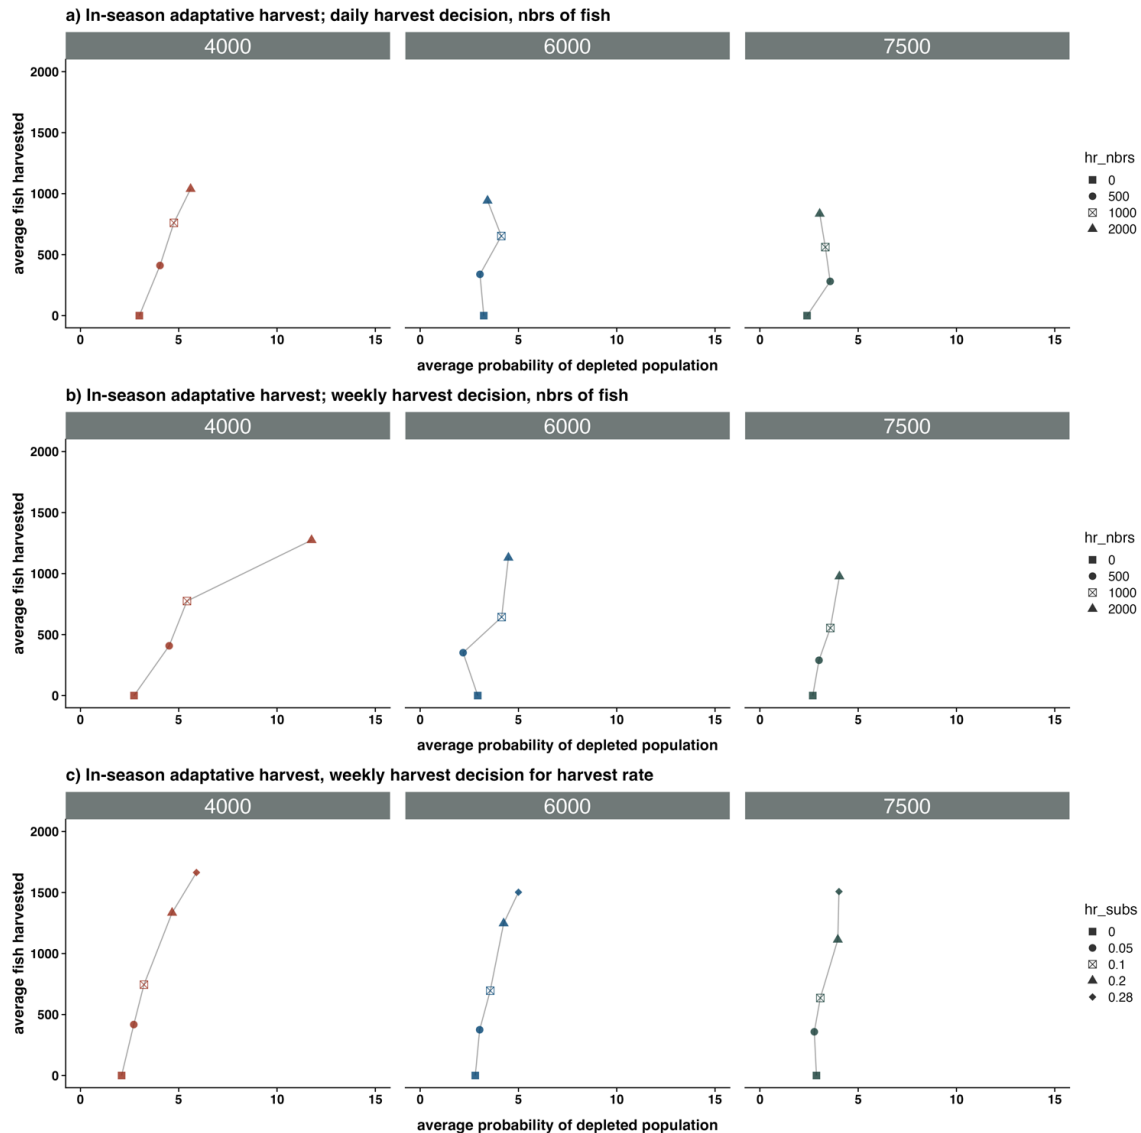 a) In-season adaptative harvest; daily harvest decision, nbrs of fish
4000 6000 7500
average fish harvested
2000
1500
1000
500
0
0 5 10 15 0 5 10 15 0 5 10 15
average probability of depleted population
hr_nbrs
0
500
1000
2000
b) In-season adaptative harvest; weekly harvest decision, nbrs of fish
4000 6000 7500
average fish harvested
2000
1500
1000
500
0
0 5 10 15 0 5 10 15 0 5 10 15
average probability of depleted population
hr_nbrs
0
500
1000
2000
c) In-season adaptative harvest, weekly harvest decision for harvest rate
4000 6000 7500
average fish harvested
2000
1500
1000
500
0
0 5 10 15 0 5 10 15 0 5 10 15
average probability of depleted population
hr_subs
0
0.05
0.1
0.2
0.28